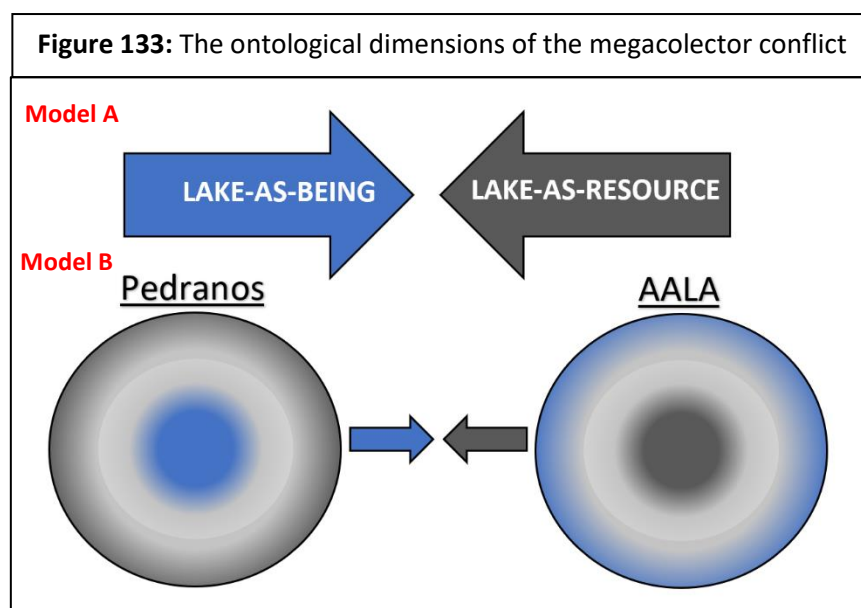 Figure 133: The ontological dimensions of the megacolector conflict
Model A
LAKE-AS-BEING
LAKE-AS-RESOURCE
Model B
Pedranos
AALA